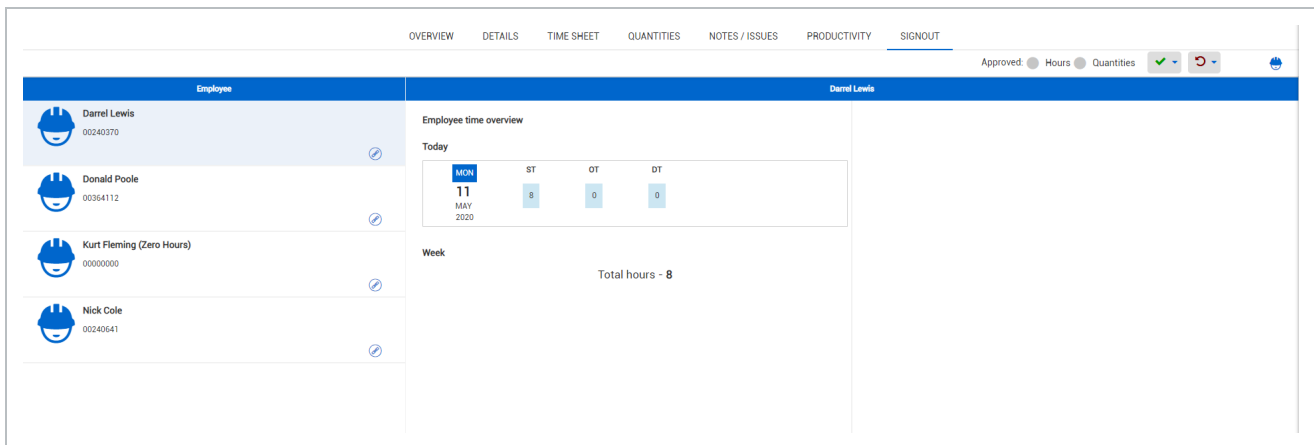 OVERVIEW DETAILS TIME SHEET QUANTITIES NOTES / ISSUES PRODUCTIVITY SIGNOUT
Approved: Hours Quantities
Employee
Darrel Lewis
00240370
Donald Poole
00364112
Kurt Fleming (Zero Hours)
00000000
Nick Cole
00240641
Darrel Lewis
Employee time overview
Today
MON ST OT DT
11 8 0 0
MAY
2020
Week
Total hours - 8